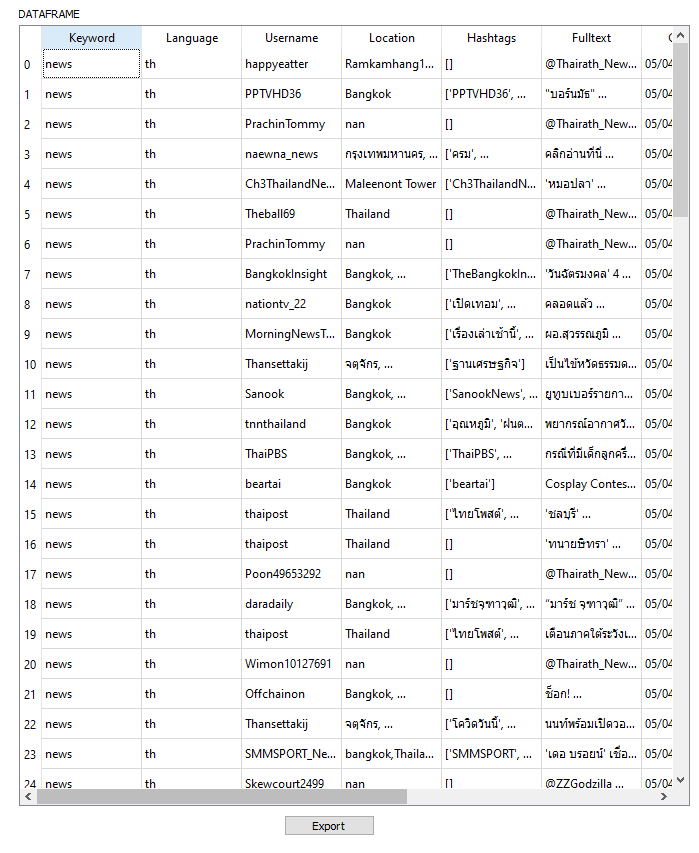 DATAFRAME
Keyword Language Username Location Hashtags Fulltext
0 news th happyeatter Ramkamhang1... [] @Thairath_New... 05/04
1 news th PPTVHD36 Bangkok ['PPTVHD36', ... "บอร์นมัธ" ... 05/04
2 news th PrachinTommy nan [] @Thairath_New... 05/04
3 news th naewna_news กรุงเทพมหานคร, ... ['ครม', ... คลิกอ่านที่นี่ ... 05/04
4 news th Ch3ThailandNe... Maleenont Tower ['Ch3ThailandN... 'หมอปลา' ... 05/04
5 news th Theball69 Thailand [] @Thairath_New... 05/04
6 news th PrachinTommy nan [] @Thairath_New... 05/04
7 news th BangkokInsight Bangkok, ... ['TheBangkokIn... 'วันฉัตรมงคล' 4 ... 05/04
8 news th nationtv_22 Bangkok ['เปิดเทอม', ... คลอดแล้ว ... 05/04
9 news th MorningNewsT... Bangkok ['เรื่องเล่าเช้านี้', ... ผอ.สุวรรณภูมิ ... 05/04
10 news th Thansettakij จตุจักร, ... ['ฐานเศรษฐกิจ'] เป็นไข้หวัดธรรมด... 05/04
11 news th Sanook Bangkok, ... ['SanookNews', ... ยูทูบเบอร์รายกา... 05/04
12 news th tnnthailand Bangkok ['อุณหภูมิ', 'ฝนต... พยากรณ์อากาศวั... 05/04
13 news th ThaiPBS Bangkok, ... ['ThaiPBS', ... กรณีที่มีเด็กลูกครึ่... 05/04
14 news th beartai Bangkok ['beartai'] Cosplay Contes... 05/04
15 news th thaipost Thailand ['ไทยโพสต์', ... 'ชลบุรี' ... 05/04
16 news th thaipost Thailand [] 'ทนายษิทรา' ... 05/04
17 news th Poon49653292 nan [] @Thairath_New... 05/04
18 news th daradaily Bangkok, ... ['มาร์ชจุฑาวุฒิ', ... “มาร์ช จุฑาวุฒิ” ... 05/04
19 news th thaipost Thailand ['ไทยโพสต์', ... เตือนภาคใต้ระวังเ... 05/04
20 news th Wimon10127691 nan [] @Thairath_New... 05/04
21 news th Offchainon Bangkok, ... [] ช็อก! ... 05/04
22 news th Thansettakij จตุจักร, ... ['โควิดวันนี้', ... นนท์พร้อมเปิดวอ... 05/04
23 news th SMMSPORT_Ne... bangkok,Thaila... ['SMMSPORT', ... 'เดอ บรอยน์' เชื่อ... 05/04
24 news th Skewcourt2499 nan [] @ZZGodzilla ... 05/04
Export